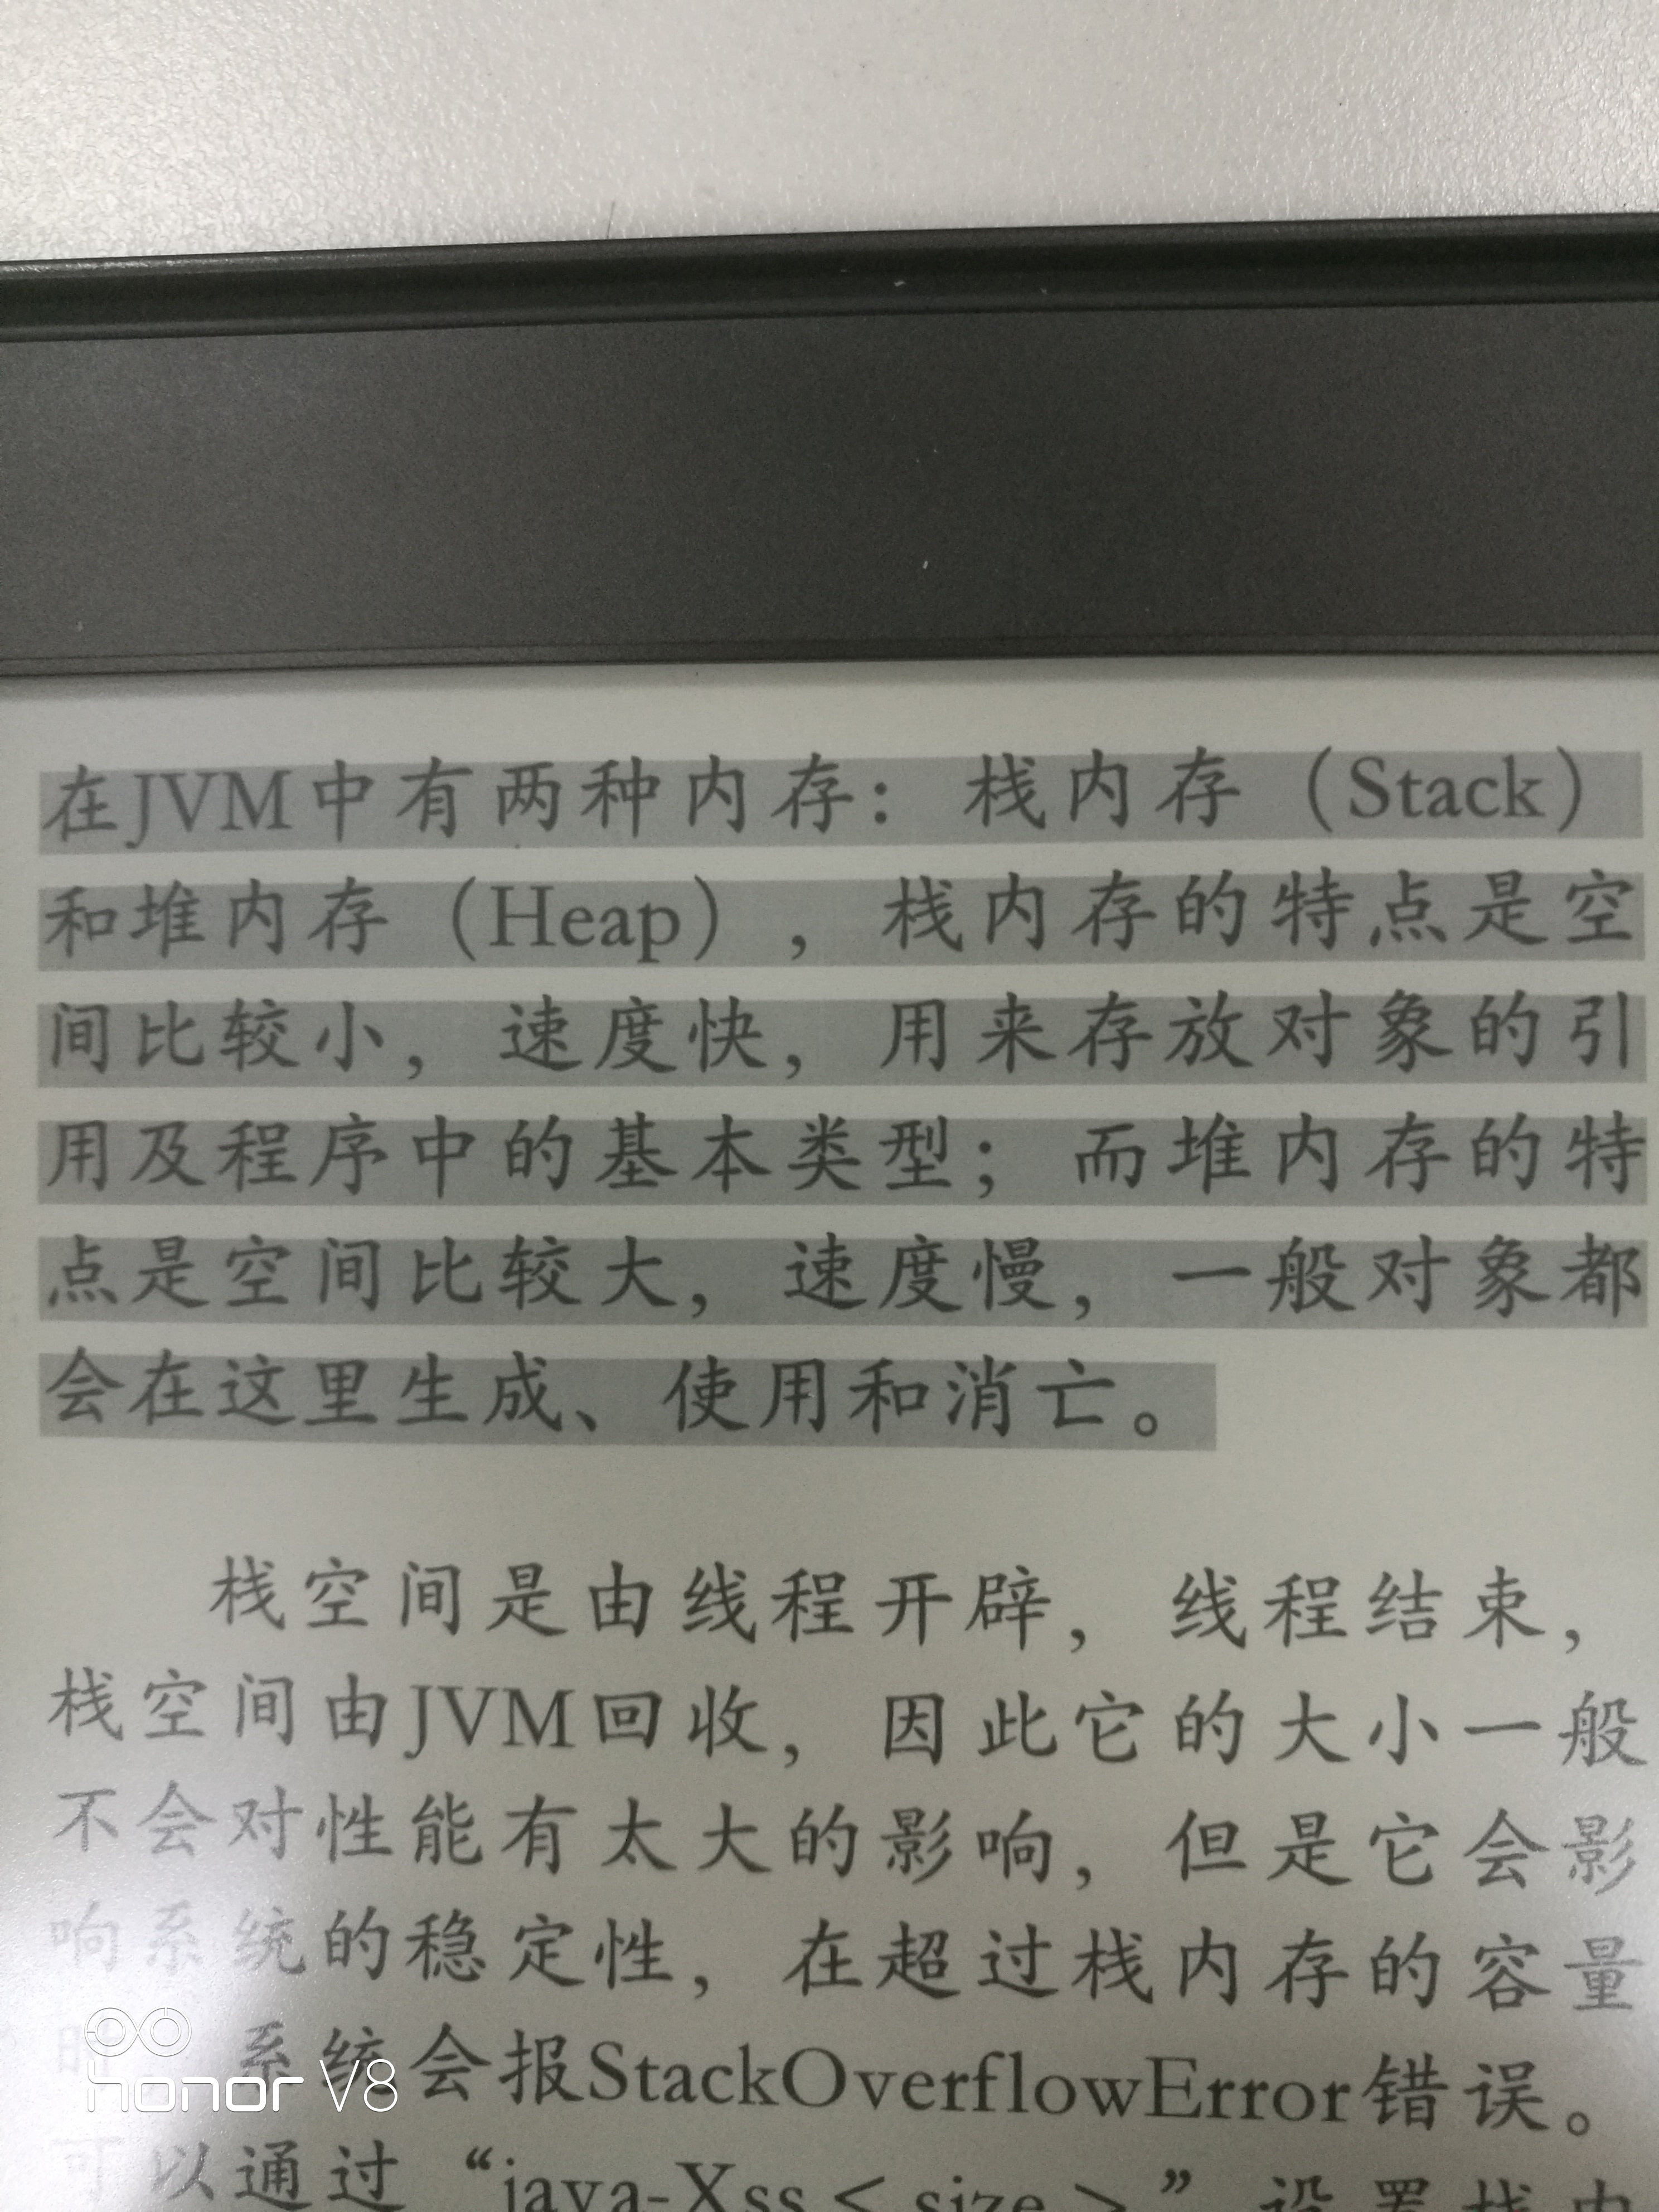 在JVM中有两种内存：栈内存（Stack）
和堆内存（Heap），栈内存的特点是空
间比较小，速度快，用来存放对象的引
用及程序中的基本类型；而堆内存的特
点是空间比较大，速度慢，一般对象都
会在这里生成、使用和消亡。
栈空间是由线程开辟，线程结束，
栈空间由JVM回收，因此它的大小一般
不会对性能有太大的影响，但是它会影
响系统的稳定性，在超过栈内存的容量
时，系统会报StackOverflowError错误。
可以通过“java-Xss＜size＞”设置栈内
honor V8